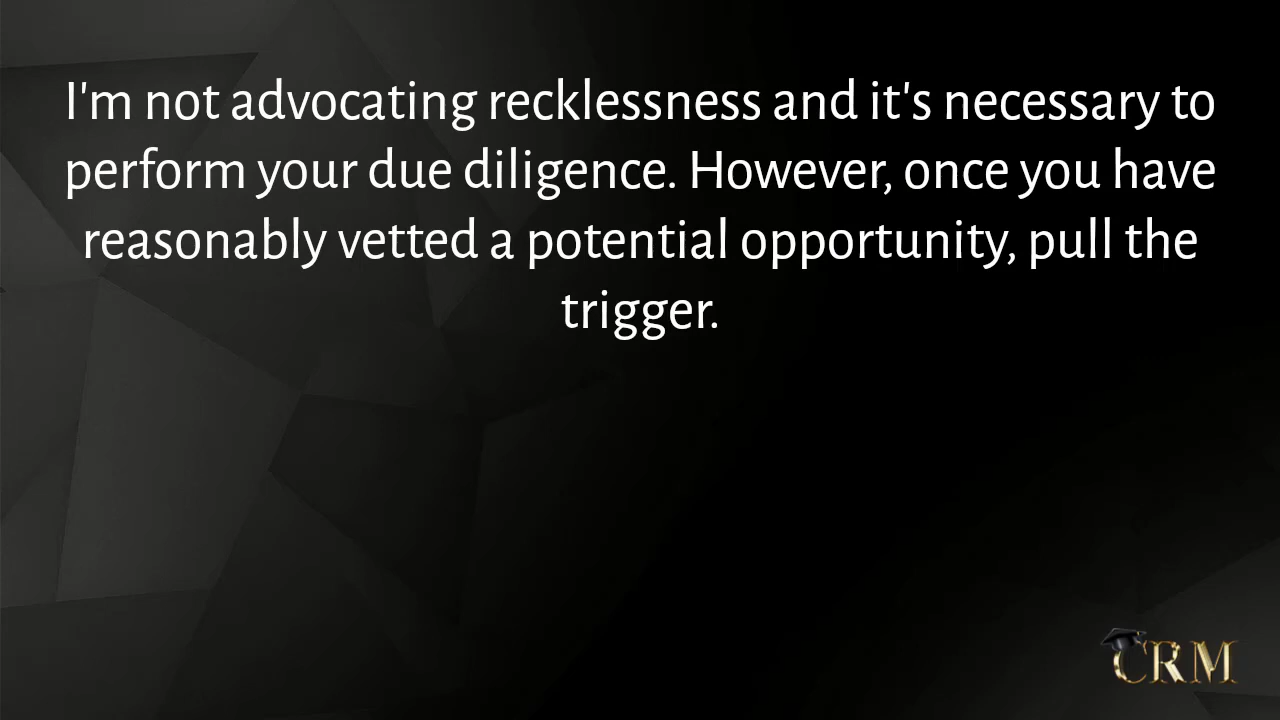 I'm not advocating recklessness and it's necessary to
perform your due diligence. However, once you have
reasonably vetted a potential opportunity, pull the
trigger.
CRM